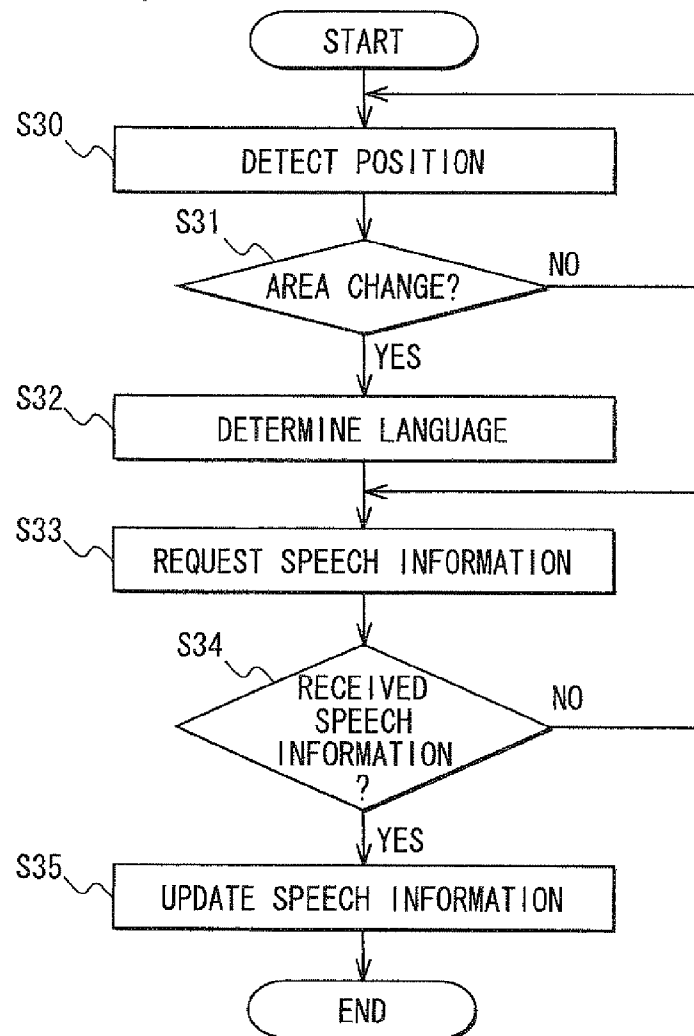 START
S30
DETECT POSITION
S31
AREA CHANGE?
NO
YES
S32
DETERMINE LANGUAGE
S33
REQUEST SPEECH INFORMATION
S34
RECEIVED
SPEECH
INFORMATION
?
NO
YES
S35
UPDATE SPEECH INFORMATION
END